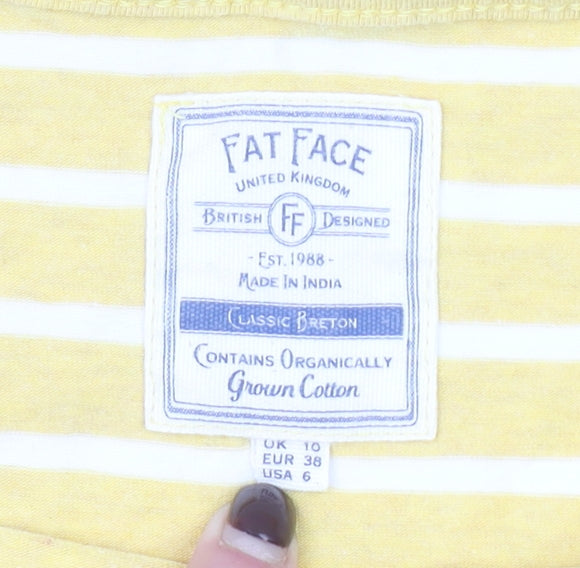 FAT FACE
UNITED KINGDOM
BRITISH FF DESIGNED
- EST. 1988 -
MADE IN INDIA
CLASSIC BRETON
CONTAINS ORGANICALLY
Grown Cotton
UK 10
EUR 38
USA 6